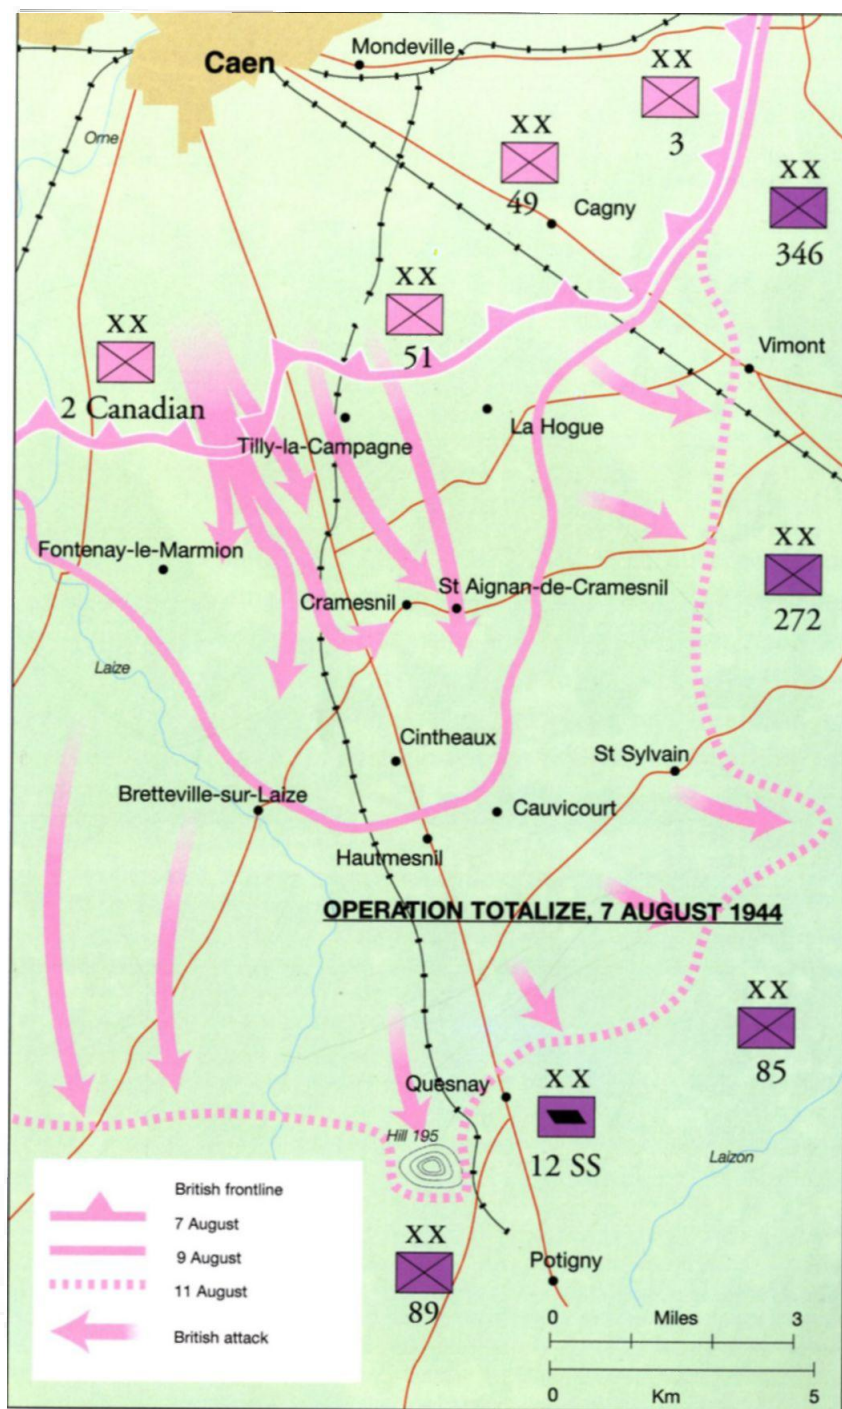 Caen
Mondeville
Orne
XX
3
XX
49
Cagny
XX
346
XX
51
XX
2 Canadian
Vimont
Tilly-la-Campagne
La Hogue
Fontenay-le-Marmion
XX
272
Cramesnil
St Aignan-de-Cramesnil
Laize
Cintheaux
St Sylvain
Bretteville-sur-Laize
Cauvicourt
Hautmesnil
OPERATION TOTALIZE, 7 AUGUST 1944
XX
85
Quesnay
XX
12 SS
Hill 195
Laizon
XX
89
Potigny
British frontline
7 August
9 August
11 August
British attack
0 Miles 3
0 Km 5